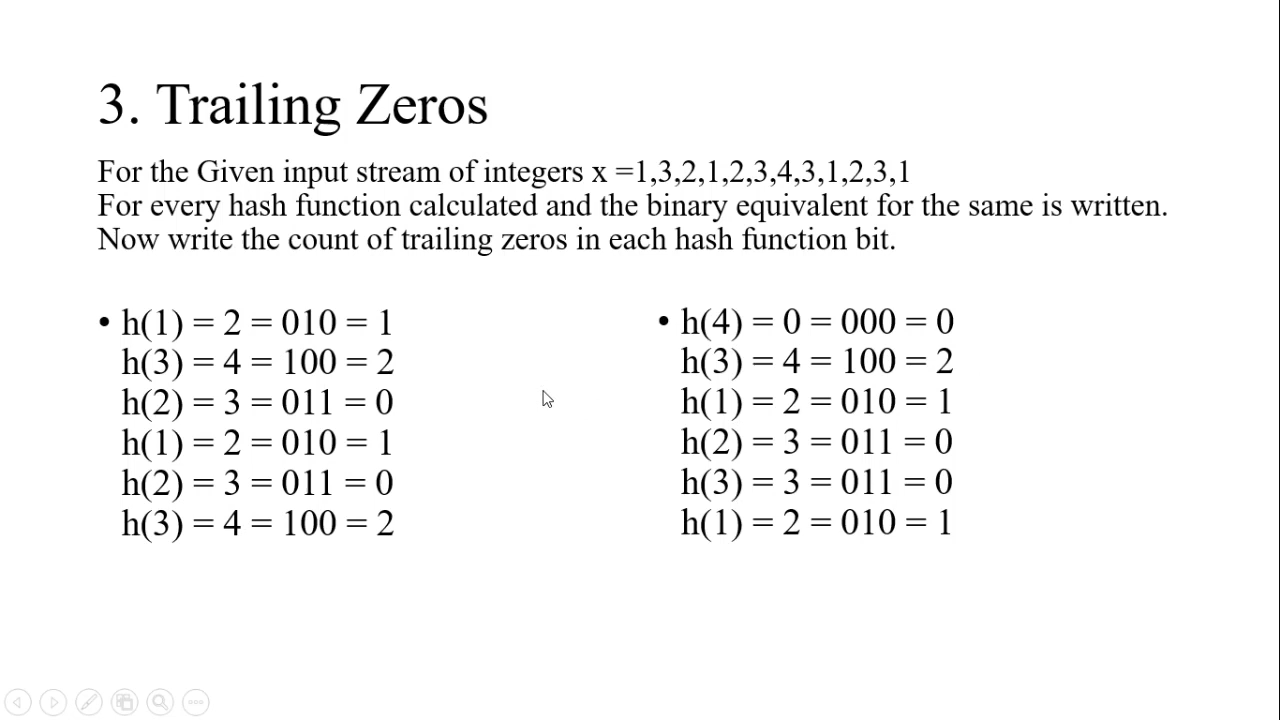 3. Trailing Zeros
For the Given input stream of integers x =1,3,2,1,2,3,4,3,1,2,3,1
For every hash function calculated and the binary equivalent for the same is written.
Now write the count of trailing zeros in each hash function bit.
• h(1) = 2 = 010 = 1
h(3) = 4 = 100 = 2
h(2) = 3 = 011 = 0
h(1) = 2 = 010 = 1
h(2) = 3 = 011 = 0
h(3) = 4 = 100 = 2
• h(4) = 0 = 000 = 0
h(3) = 4 = 100 = 2
h(1) = 2 = 010 = 1
h(2) = 3 = 011 = 0
h(3) = 3 = 011 = 0
h(1) = 2 = 010 = 1